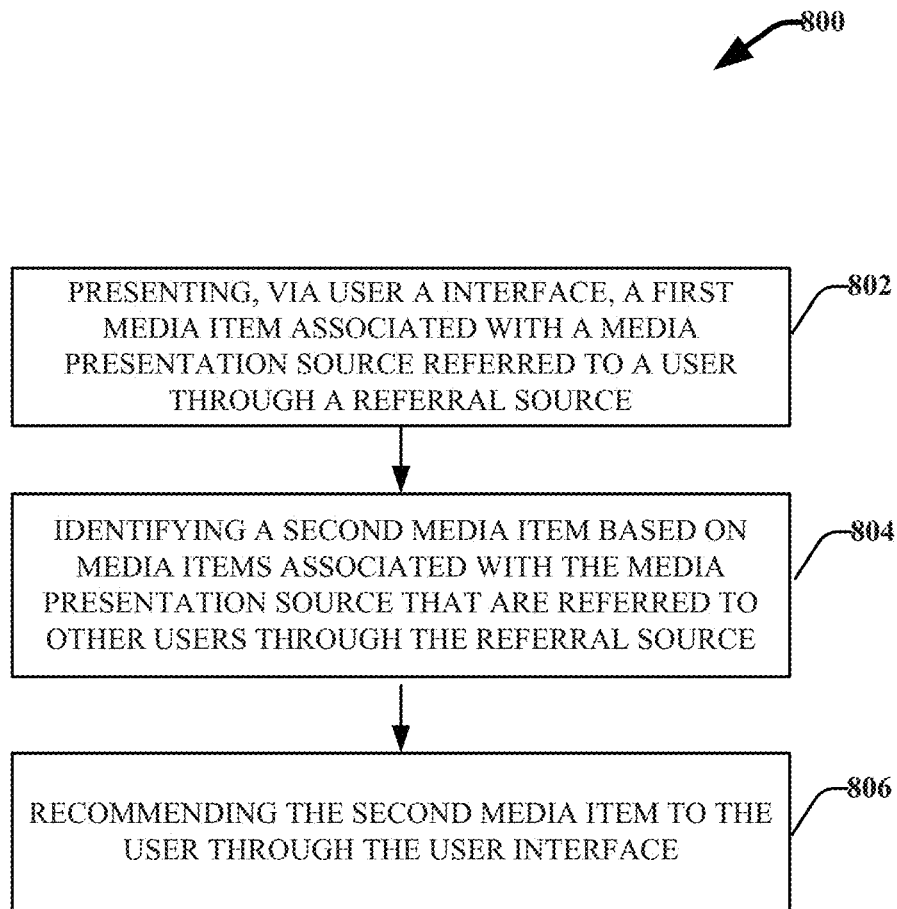 800
PRESENTING, VIA USER A INTERFACE, A FIRST
MEDIA ITEM ASSOCIATED WITH A MEDIA
PRESENTATION SOURCE REFERRED TO A USER
THROUGH A REFERRAL SOURCE
802
IDENTIFYING A SECOND MEDIA ITEM BASED ON
MEDIA ITEMS ASSOCIATED WITH THE MEDIA
PRESENTATION SOURCE THAT ARE REFERRED TO
OTHER USERS THROUGH THE REFERRAL SOURCE
804
RECOMMENDING THE SECOND MEDIA ITEM TO THE
USER THROUGH THE USER INTERFACE
806